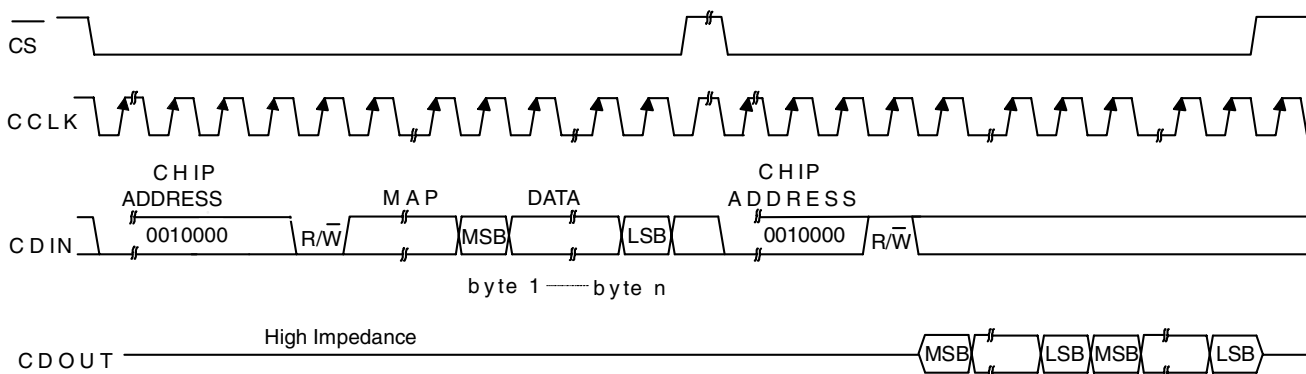 CS
CCLK
CHIP
ADDRESS
MAP
DATA
CHIP
ADDRESS
CDIN
0010000
R/W
MSB
LSB
0010000
R/W
byte 1
byte n
High Impedance
CDOUT
MSB
LSB
MSB
LSB